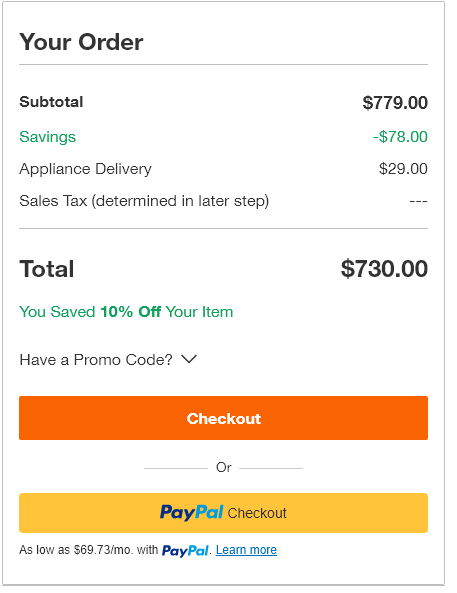 Your Order
Subtotal $779.00
Savings -$78.00
Appliance Delivery $29.00
Sales Tax (determined in later step) ---
Total $730.00
You Saved 10% Off Your Item
Have a Promo Code?
Checkout
Or
PayPal Checkout
As low as $69.73/mo. with PayPal. Learn more